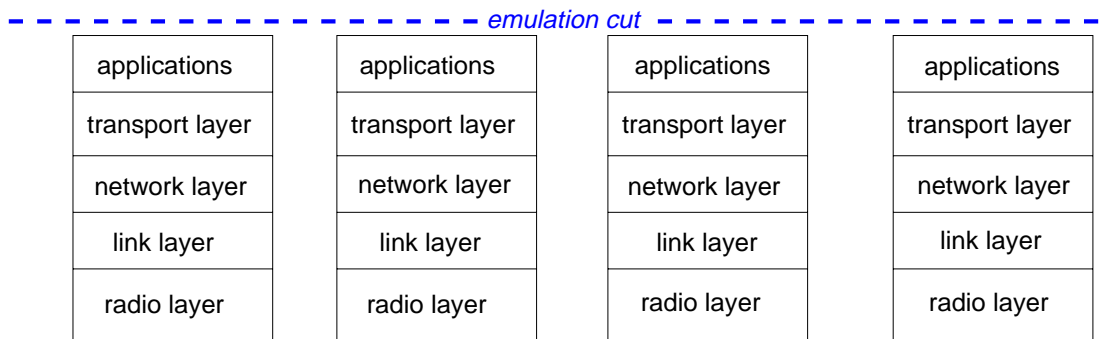 emulation cut
applications applications applications applications
transport layer transport layer transport layer transport layer
network layer network layer network layer network layer
link layer link layer link layer link layer
radio layer radio layer radio layer radio layer